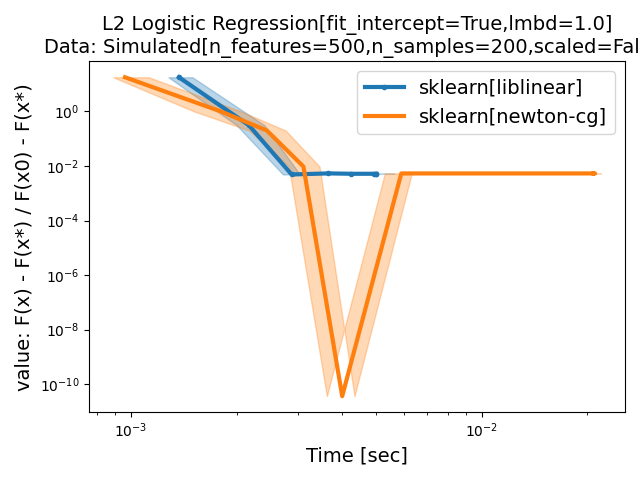 L2 Logistic Regression[fit_intercept=True,lmbd=1.0]
Data: Simulated[n_features=500,n_samples=200,scaled=Fal
sklearn[liblinear]
sklearn[newton-cg]
value: F(x) - F(x*) / F(x0) - F(x*)
10⁰
10⁻²
10⁻⁴
10⁻⁶
10⁻⁸
10⁻¹⁰
10⁻³
10⁻²
Time [sec]